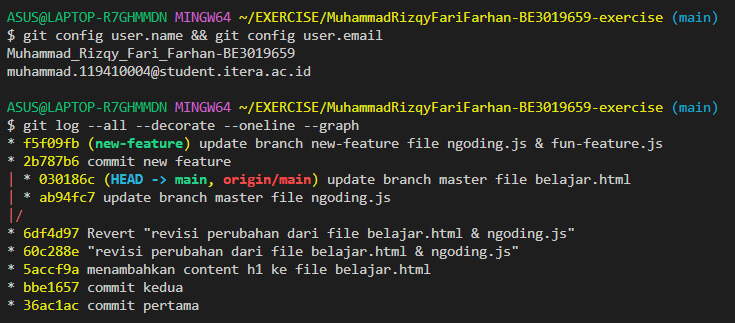 ASUS@LAPTOP-R7GHMMDN MINGW64 ~/EXERCISE/MuhammadRizqyFariFarhan-BE3019659-exercise (main)
$ git config user.name && git config user.email
Muhammad_Rizqy_Fari_Farhan-BE3019659
muhammad.119410004@student.itera.ac.id

ASUS@LAPTOP-R7GHMMDN MINGW64 ~/EXERCISE/MuhammadRizqyFariFarhan-BE3019659-exercise (main)
$ git log --all --decorate --oneline --graph
* f5f09fb (new-feature) update branch new-feature file ngoding.js & fun-feature.js
* 2b787b6 commit new feature
| * 030186c (HEAD -> main, origin/main) update branch master file belajar.html
| * ab94fc7 update branch master file ngoding.js
|/
* 6df4d97 Revert "revisi perubahan dari file belajar.html & ngoding.js"
* 60c288e "revisi perubahan dari file belajar.html & ngoding.js"
* 5accf9a menambahkan content h1 ke file belajar.html
* bbe1657 commit kedua
* 36ac1ac commit pertama